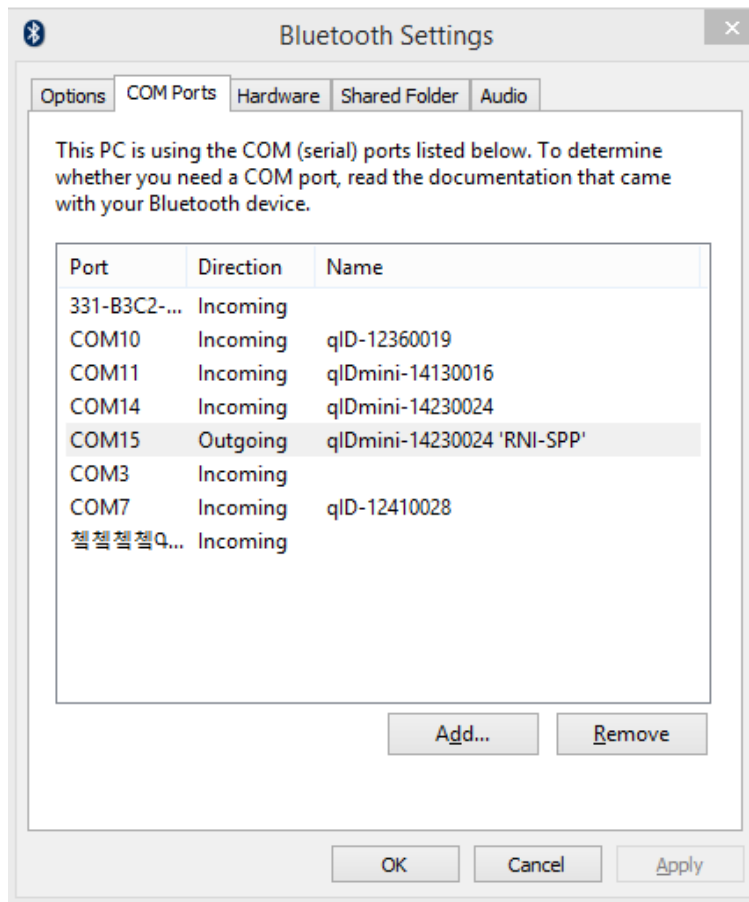 Bluetooth Settings
Options COM Ports Hardware Shared Folder Audio
This PC is using the COM (serial) ports listed below. To determine
whether you need a COM port, read the documentation that came
with your Bluetooth device.
Port Direction Name
331-B3C2-... Incoming
COM10 Incoming qID-12360019
COM11 Incoming qIDmini-14130016
COM14 Incoming qIDmini-14230024
COM15 Outgoing qIDmini-14230024 'RNI-SPP'
COM3 Incoming
COM7 Incoming qID-12410028
Incoming
Add... Remove
OK Cancel Apply